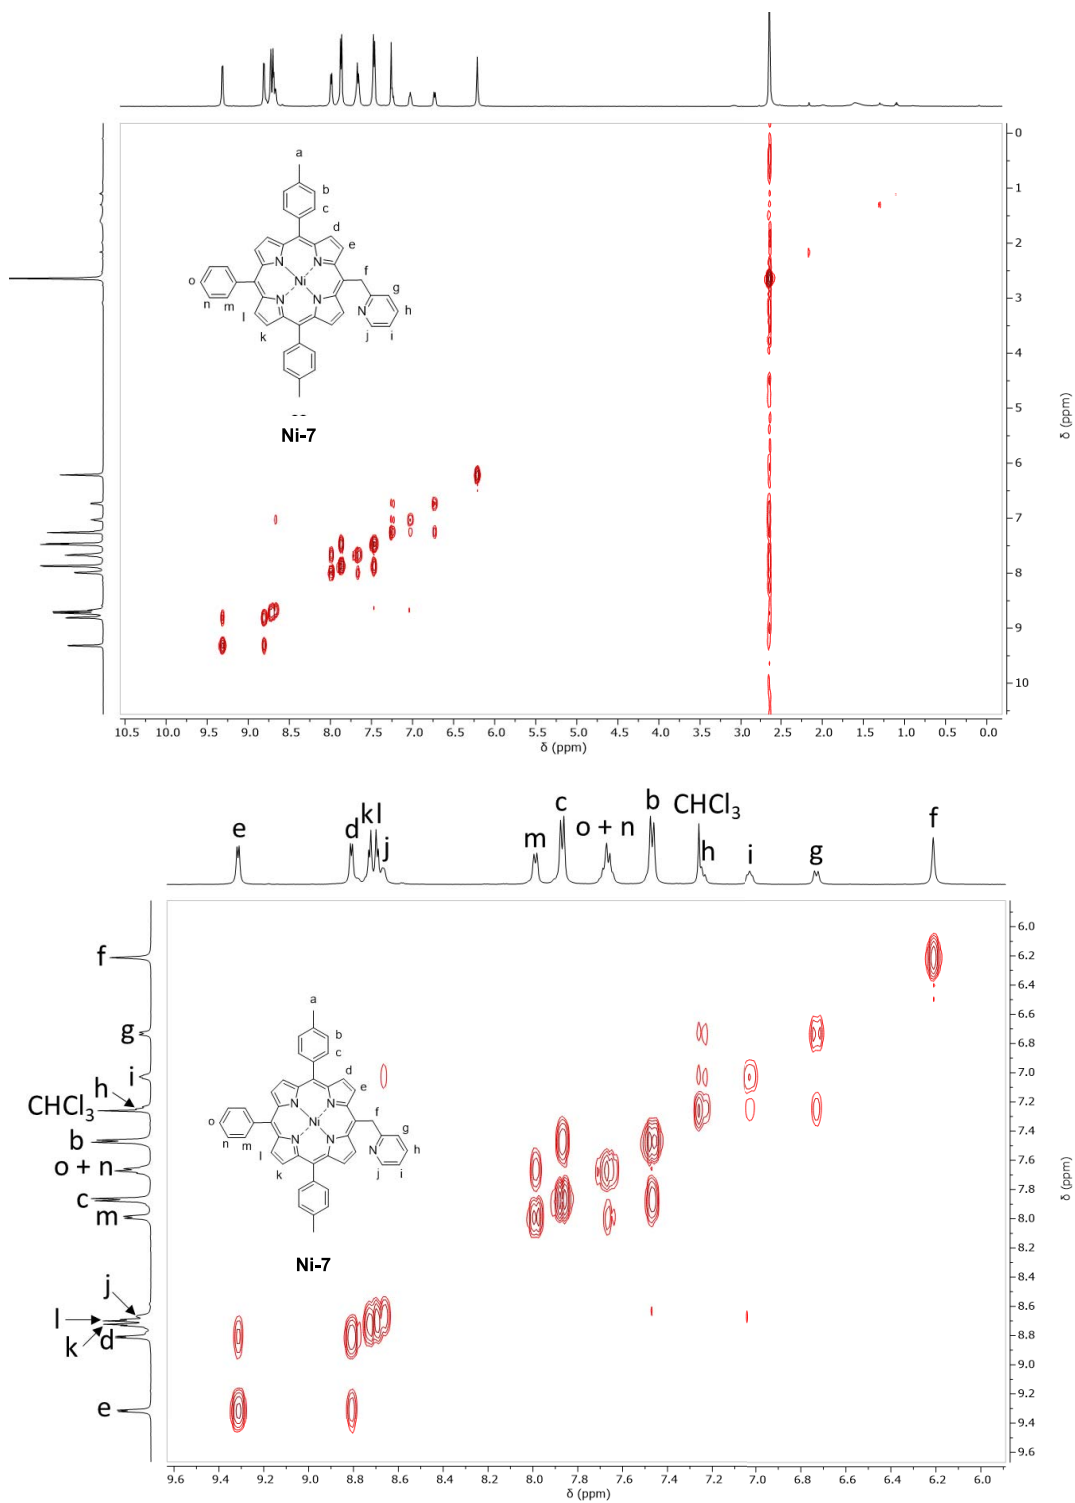 0
1
2
3
4
5
6
7
8
9
10
δ (ppm)
a
b
c
d
e
f
g
h
i
j
k
l
m
n
o
N
N
N
N
Ni
N
Ni-7
10.5 10.0 9.5 9.0 8.5 8.0 7.5 7.0 6.5 6.0 5.5 5.0 4.5 4.0 3.5 3.0 2.5 2.0 1.5 1.0 0.5 0.0
δ (ppm)
e d k l j m c o + n b CHCl3 h i g f
f
g
i
h
CHCl3
b
o + n
c
m
j
l
k
d
e
a
b
c
d
e
f
g
h
i
j
k
l
m
n
o
N
N
N
N
Ni
N
Ni-7
6.0
6.2
6.4
6.6
6.8
7.0
7.2
7.4
7.6
7.8
8.0
8.2
8.4
8.6
8.8
9.0
9.2
9.4
9.6
δ (ppm)
9.6 9.4 9.2 9.0 8.8 8.6 8.4 8.2 8.0 7.8 7.6 7.4 7.2 7.0 6.8 6.6 6.4 6.2 6.0
δ (ppm)